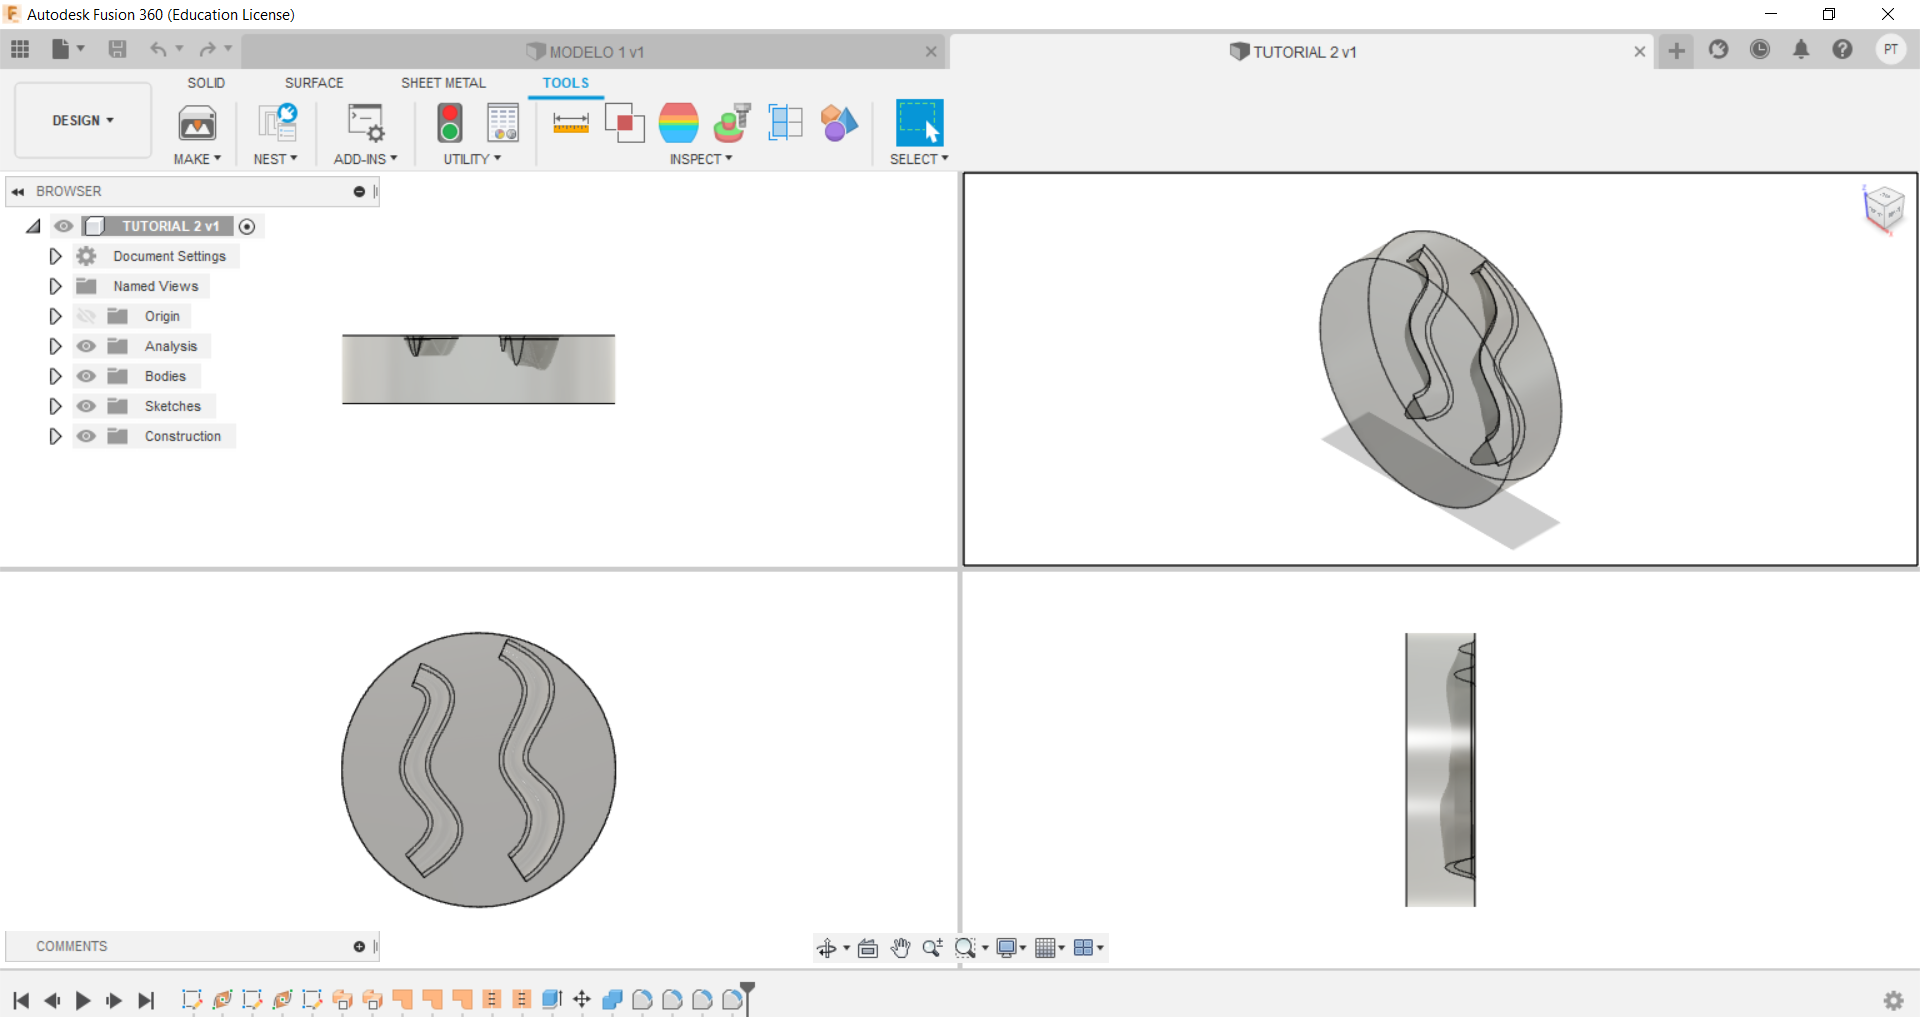 Autodesk Fusion 360 (Education License)
MODELO 1 v1
TUTORIAL 2 v1
PT
SOLID
SURFACE
SHEET METAL
TOOLS
DESIGN
MAKE
NEST
ADD-INS
UTILITY
INSPECT
SELECT
BROWSER
TUTORIAL 2 v1
Document Settings
Named Views
Origin
Analysis
Bodies
Sketches
Construction
COMMENTS